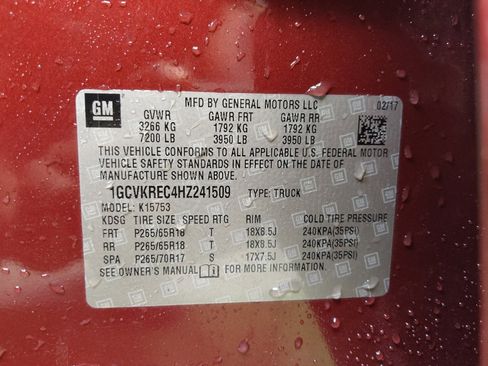 GM
MFD BY GENERAL MOTORS LLC 02/17
GVWR GAWR FRT GAWR RR
3266 KG 1792 KG 1792 KG
7200 LB 3950 LB 3950 LB
THIS VEHICLE CONFORMS TO ALL APPLICABLE U.S. FEDERAL MOTOR
VEHICLE SAFETY STANDARDS IN EFFECT ON THE DATE OF
MANUFACTURE SHOWN ABOVE.
1GCVKREC4HZ241509 TYPE: TRUCK
MODEL: K15753
KDSG TIRE SIZE SPEED RTG RIM COLD TIRE PRESSURE
FRT P265/65R18 T 18X8.5J 240KPA(35PSI)
RR P265/65R18 T 18X8.5J 240KPA(35PSI)
SPA P265/70R17 S 17X7.5J 240KPA(35PSI)
SEE OWNER'S MANUAL i FOR MORE INFORMATION.